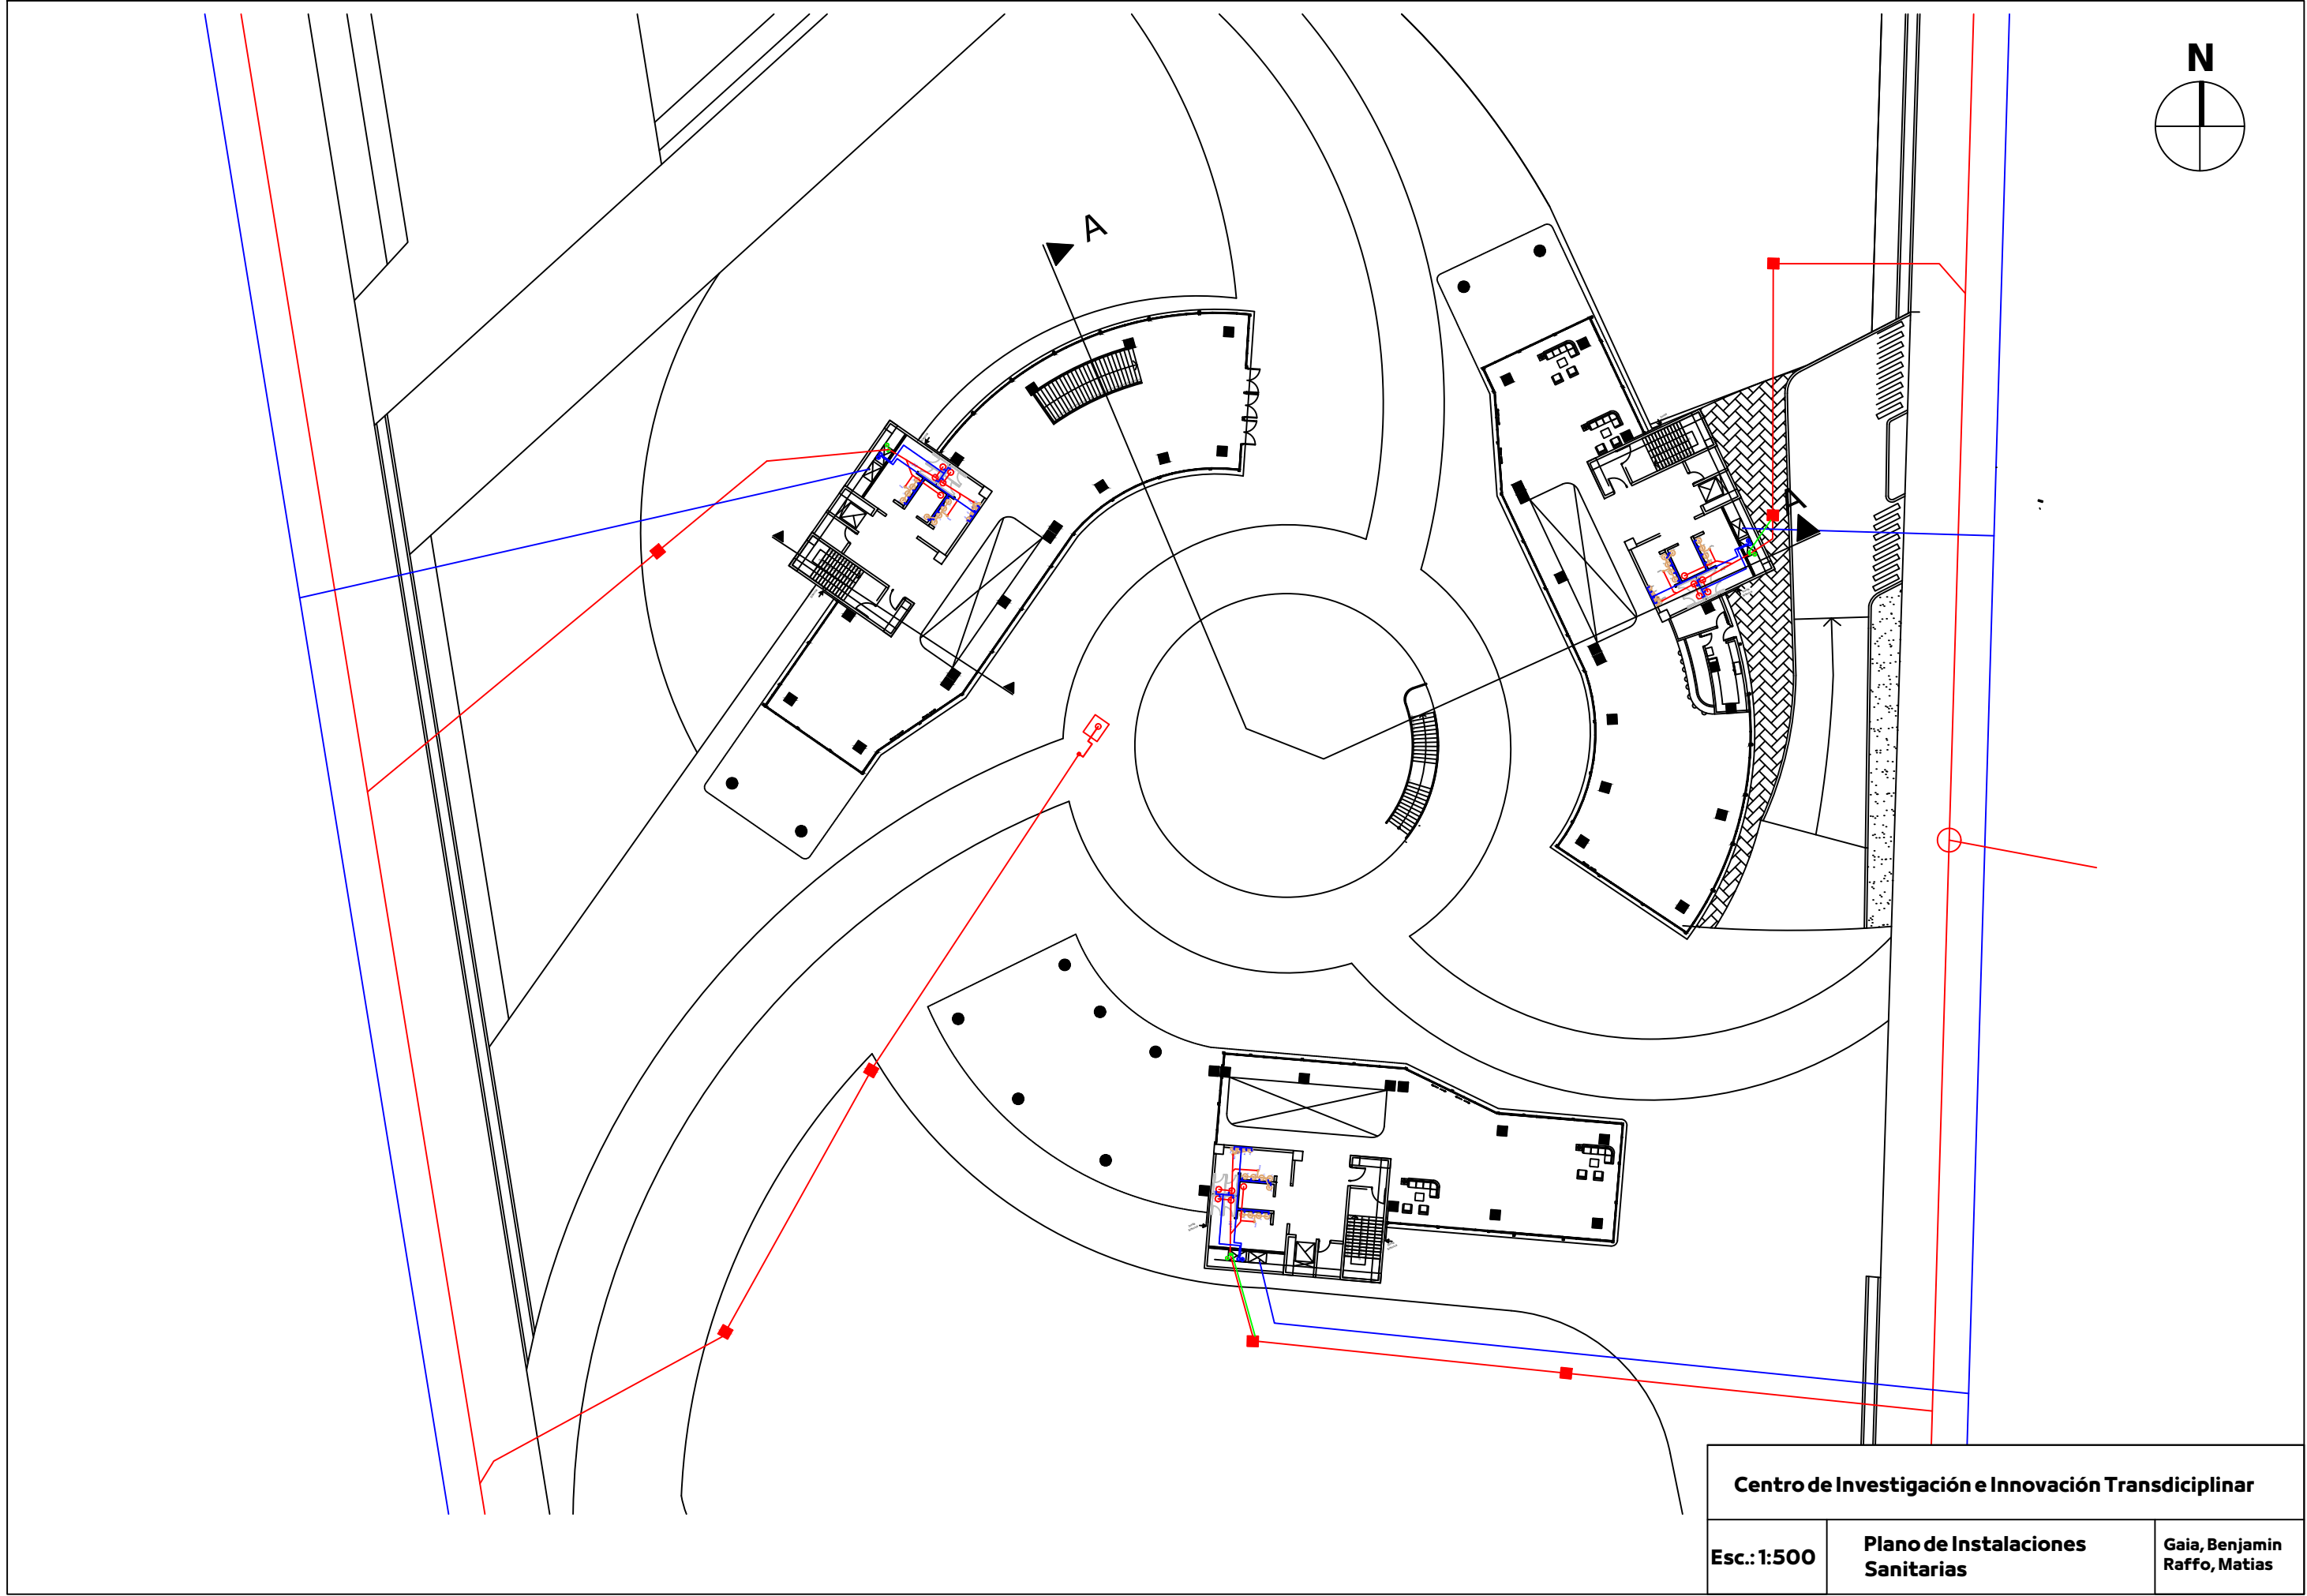 N
A
A
Centro de Investigación e Innovación Transdiciplinar
Esc.: 1:500
Plano de Instalaciones
Sanitarias
Gaia, Benjamin
Raffo, Matias